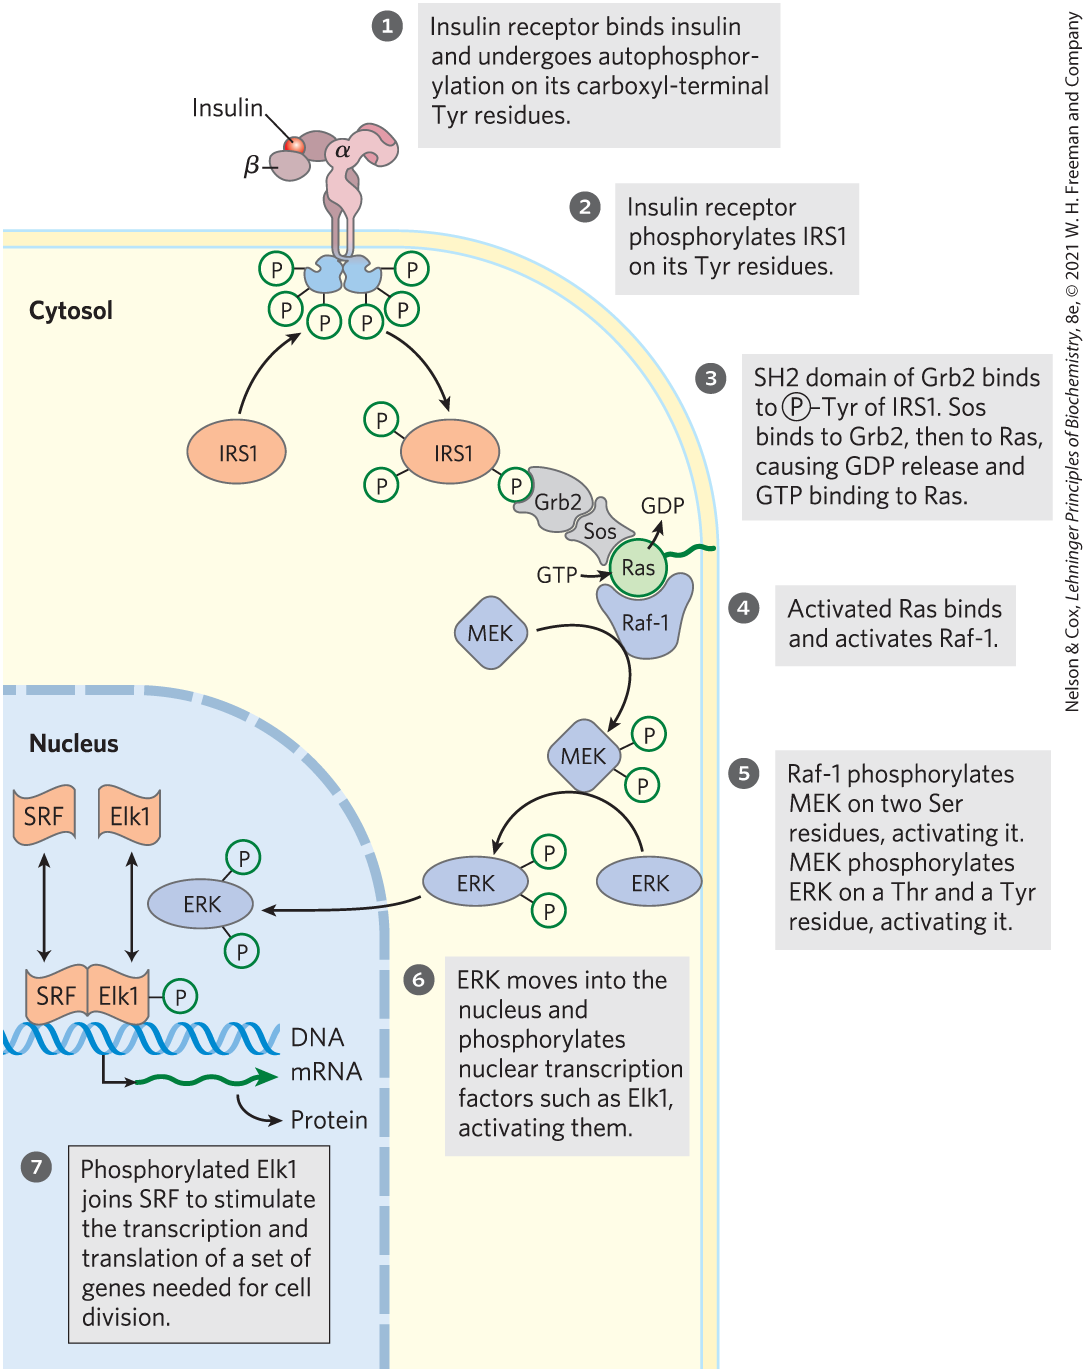 1
Insulin receptor binds insulin
and undergoes autophosphor-
ylation on its carboxyl-terminal
Tyr residues.
Insulin
β
α
2
Insulin receptor
phosphorylates IRS1
on its Tyr residues.
P
P
P
P
P
P
Cytosol
3
SH2 domain of Grb2 binds
to P–Tyr of IRS1. Sos
binds to Grb2, then to Ras,
causing GDP release and
GTP binding to Ras.
IRS1
P
P
IRS1
P
Grb2
Sos
GDP
GTP
Ras
Raf-1
4
Activated Ras binds
and activates Raf-1.
MEK
MEK
P
P
5
Raf-1 phosphorylates
MEK on two Ser
residues, activating it.
MEK phosphorylates
ERK on a Thr and a Tyr
residue, activating it.
ERK
P
P
ERK
Nucleus
SRF
Elk1
ERK
P
P
SRF
Elk1
P
DNA
mRNA
Protein
6
ERK moves into the
nucleus and
phosphorylates
nuclear transcription
factors such as Elk1,
activating them.
7
Phosphorylated Elk1
joins SRF to stimulate
the transcription and
translation of a set of
genes needed for cell
division.
Nelson & Cox, Lehninger Principles of Biochemistry, 8e, © 2021 W. H. Freeman and Company